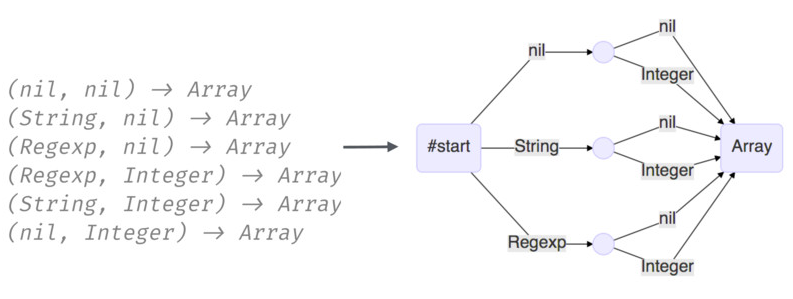 (nil, nil) → Array
(String, nil) → Array
(Regexp, nil) → Array
(Regexp, Integer) → Array
(String, Integer) → Array
(nil, Integer) → Array
#start
nil
String
Regexp
nil
Integer
nil
Integer
nil
Integer
Array